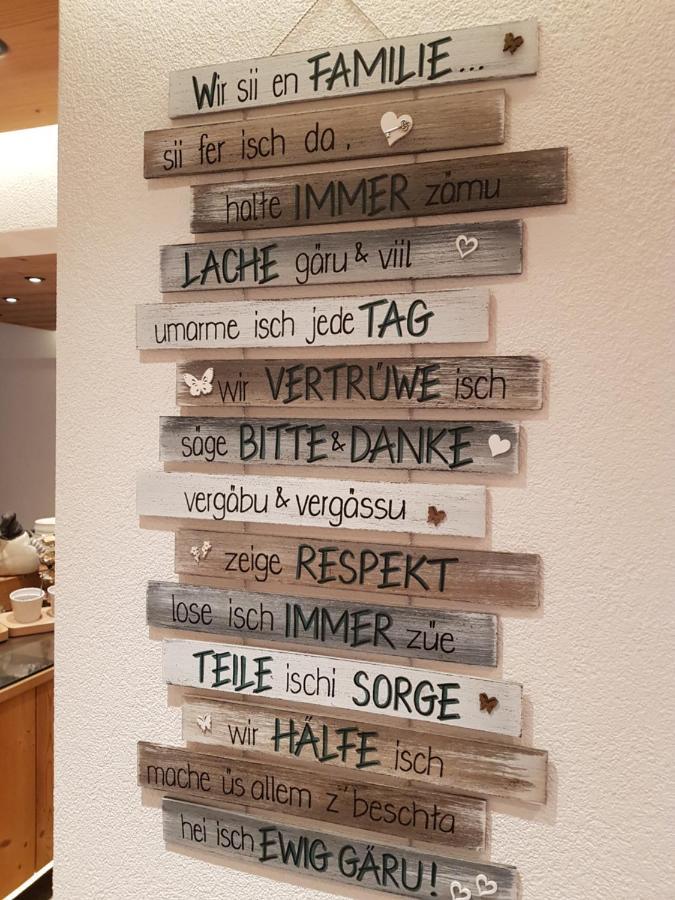 Wir sii en FAMILIE...
sii fer isch da,
halte IMMER zämu
LACHE gäru & viil
umarme isch jede TAG
wir VERTRÜWE isch
säge BITTE & DANKE
vergäbu & vergässu
zeige RESPEKT
lose isch IMMER züe
TEILE ischi SORGE
wir HÄLFE isch
mache üs allem z'beschta
hei isch EWIG GÄRU!